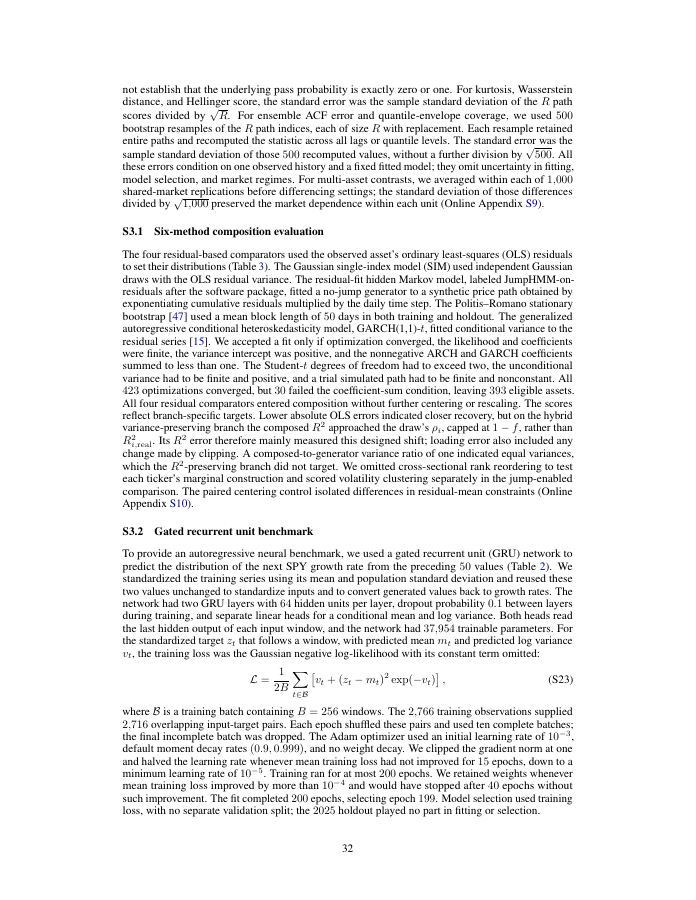 not establish that the underlying pass probability is exactly zero or one. For kurtosis, Wasserstein
distance, and Hellinger score, the standard error was the sample standard deviation of the R path
scores divided by √R. For ensemble ACF error and quantile-envelope coverage, we used 500
bootstrap resamples of the R path indices, each of size R with replacement. Each resample retained
entire paths and recomputed the statistic across all lags or quantile levels. The standard error was the
sample standard deviation of those 500 recomputed values, without a further division by √500. All
these errors condition on one observed history and a fixed fitted model; they omit uncertainty in fitting,
model selection, and market regimes. For multi-asset contrasts, we averaged within each of 1,000
shared-market replications before differencing settings; the standard deviation of those differences
divided by √1,000 preserved the market dependence within each unit (Online Appendix S9).
S3.1 Six-method composition evaluation
The four residual-based comparators used the observed asset's ordinary least-squares (OLS) residuals
to set their distributions (Table 3). The Gaussian single-index model (SIM) used independent Gaussian
draws with the OLS residual variance. The residual-fit hidden Markov model, labeled JumpHMM-on-
residuals after the software package, fitted a no-jump generator to a synthetic price path obtained by
exponentiating cumulative residuals multiplied by the daily time step. The Politis–Romano stationary
bootstrap [47] used a mean block length of 50 days in both training and holdout. The generalized
autoregressive conditional heteroskedasticity model, GARCH(1,1)-t, fitted conditional variance to the
residual series [15]. We accepted a fit only if optimization converged, the likelihood and coefficients
were finite, the variance intercept was positive, and the nonnegative ARCH and GARCH coefficients
summed to less than one. The Student-t degrees of freedom had to exceed two, the unconditional
variance had to be finite and positive, and a trial simulated path had to be finite and nonconstant. All
423 optimizations converged, but 30 failed the coefficient-sum condition, leaving 393 eligible assets.
All four residual comparators entered composition without further centering or rescaling. The scores
reflect branch-specific targets. Lower absolute OLS errors indicated closer recovery, but on the hybrid
variance-preserving branch the composed R² approached the draw's ρᵢ, capped at 1 − f, rather than
R²ᵢ,real. Its R² error therefore mainly measured this designed shift; loading error also included any
change made by clipping. A composed-to-generator variance ratio of one indicated equal variances,
which the R²-preserving branch did not target. We omitted cross-sectional rank reordering to test
each ticker's marginal construction and scored volatility clustering separately in the jump-enabled
comparison. The paired centering control isolated differences in residual-mean constraints (Online
Appendix S10).
S3.2 Gated recurrent unit benchmark
To provide an autoregressive neural benchmark, we used a gated recurrent unit (GRU) network to
predict the distribution of the next SPY growth rate from the preceding 50 values (Table 2). We
standardized the training series using its mean and population standard deviation and reused these
two values unchanged to standardize inputs and to convert generated values back to growth rates. The
network had two GRU layers with 64 hidden units per layer, dropout probability 0.1 between layers
during training, and separate linear heads for a conditional mean and log variance. Both heads read
the last hidden output of each input window, and the network had 37,954 trainable parameters. For
the standardized target zₜ that follows a window, with predicted mean mₜ and predicted log variance
vₜ, the training loss was the Gaussian negative log-likelihood with its constant term omitted:
ℒ = 1/2B ∑ₜ∈ℬ [vₜ + (zₜ − mₜ)² exp(−vₜ)] , (S23)
where ℬ is a training batch containing B = 256 windows. The 2,766 training observations supplied
2,716 overlapping input-target pairs. Each epoch shuffled these pairs and used ten complete batches;
the final incomplete batch was dropped. The Adam optimizer used an initial learning rate of 10⁻³,
default moment decay rates (0.9, 0.999), and no weight decay. We clipped the gradient norm at one
and halved the learning rate whenever mean training loss had not improved for 15 epochs, down to a
minimum learning rate of 10⁻⁵. Training ran for at most 200 epochs. We retained weights whenever
mean training loss improved by more than 10⁻⁴ and would have stopped after 40 epochs without
such improvement. The fit completed 200 epochs, selecting epoch 199. Model selection used training
loss, with no separate validation split; the 2025 holdout played no part in fitting or selection.
32